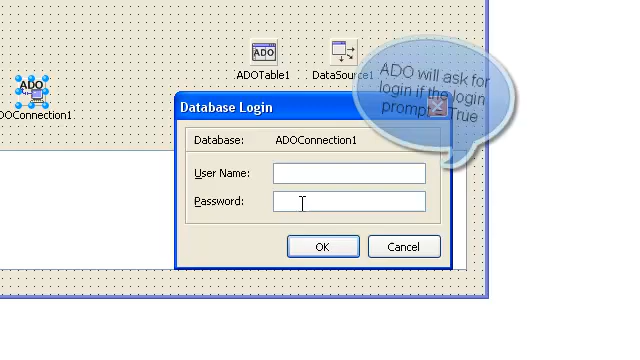 ADO
ADOTable1
DataSource1
ADO
DOConnection1
ADO will ask for
login if the login
prompt = True
Database Login
Database: ADOConnection1
User Name:
Password:
OK
Cancel